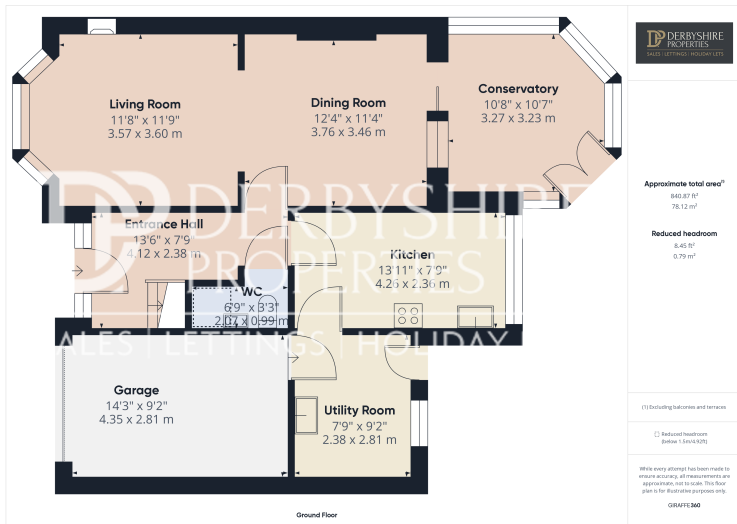 DERBYSHIRE
PROPERTIES
SALES | LETTINGS | HOLIDAY LETS
Living Room
11'8" x 11'9"
3.57 x 3.60 m
Dining Room
12'4" x 11'4"
3.76 x 3.46 m
Conservatory
10'8" x 10'7"
3.27 x 3.23 m
Entrance Hall
13'6" x 7'9"
4.12 x 2.38 m
Kitchen
13'11" x 7'9"
4.26 x 2.36 m
WC
6'9" x 3'3"
2.07 x 0.99 m
Garage
14'3" x 9'2"
4.35 x 2.81 m
Utility Room
7'9" x 9'2"
2.38 x 2.81 m
DERBYSHIRE
PROPERTIES
ALES | LETTINGS | HOLIDAY
Ground Floor
Approximate total area⁽¹⁾
840.87 ft²
78.12 m²
Reduced headroom
8.45 ft²
0.79 m²
(1) Excluding balconies and terraces
Reduced headroom
(below 1.5m/4.92ft)
While every attempt has been made to
ensure accuracy, all measurements are
approximate, not to scale. This floor
plan is for illustrative purposes only.
GIRAFFE360